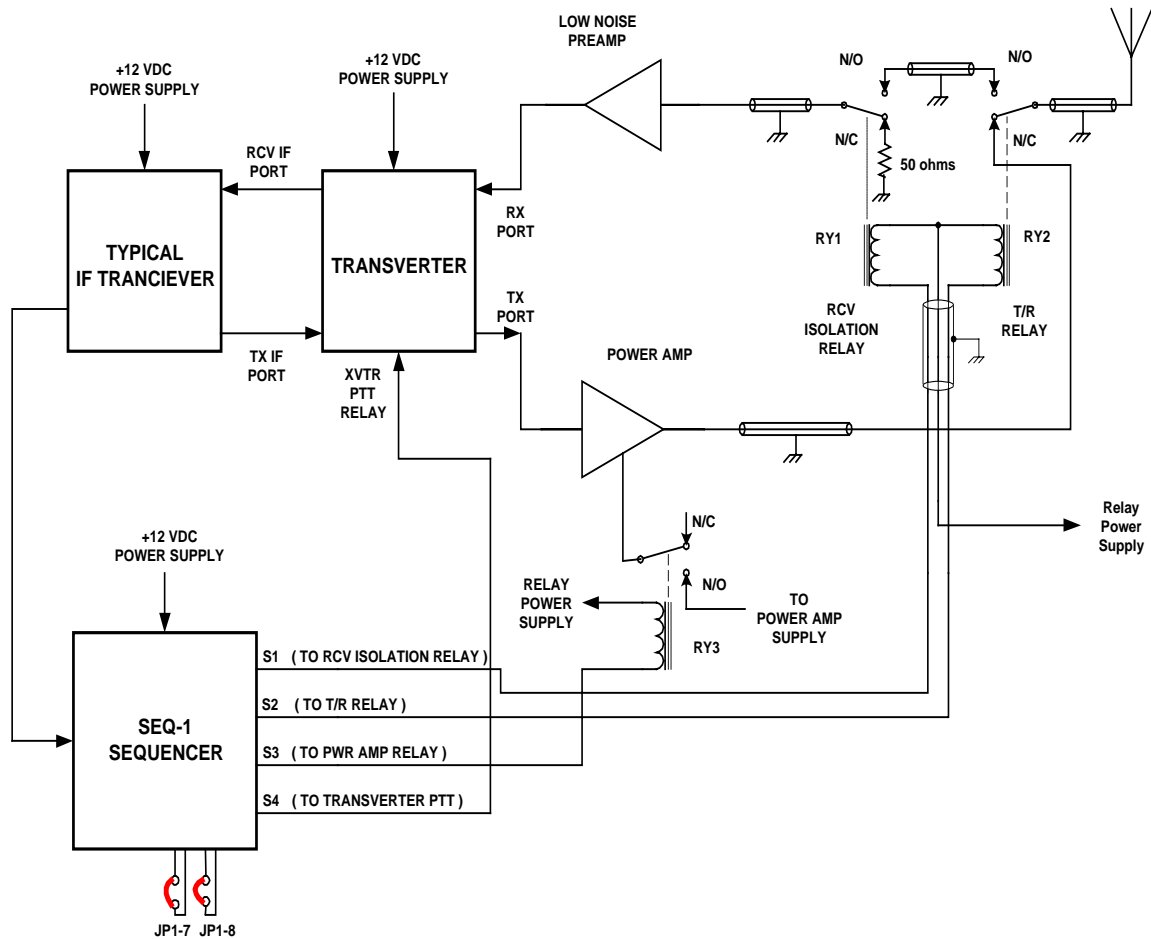 LOW NOISE
PREAMP
+12 VDC
POWER SUPPLY
+12 VDC
POWER SUPPLY
N/O
N/O
N/C
N/C
50 ohms
RCV IF
PORT
RX
PORT
TYPICAL
IF TRANCIEVER
TRANSVERTER
RY1
RY2
TX
PORT
RCV
ISOLATION
RELAY
T/R
RELAY
TX IF
PORT
XVTR
PTT
RELAY
POWER AMP
+12 VDC
POWER SUPPLY
N/C
N/O
Relay
Power
Supply
RELAY
POWER
SUPPLY
TO
POWER AMP
SUPPLY
RY3
SEQ-1
SEQUENCER
S1 ( TO RCV ISOLATION RELAY )
S2 ( TO T/R RELAY )
S3 ( TO PWR AMP RELAY )
S4 ( TO TRANSVERTER PTT )
JP1-7 JP1-8